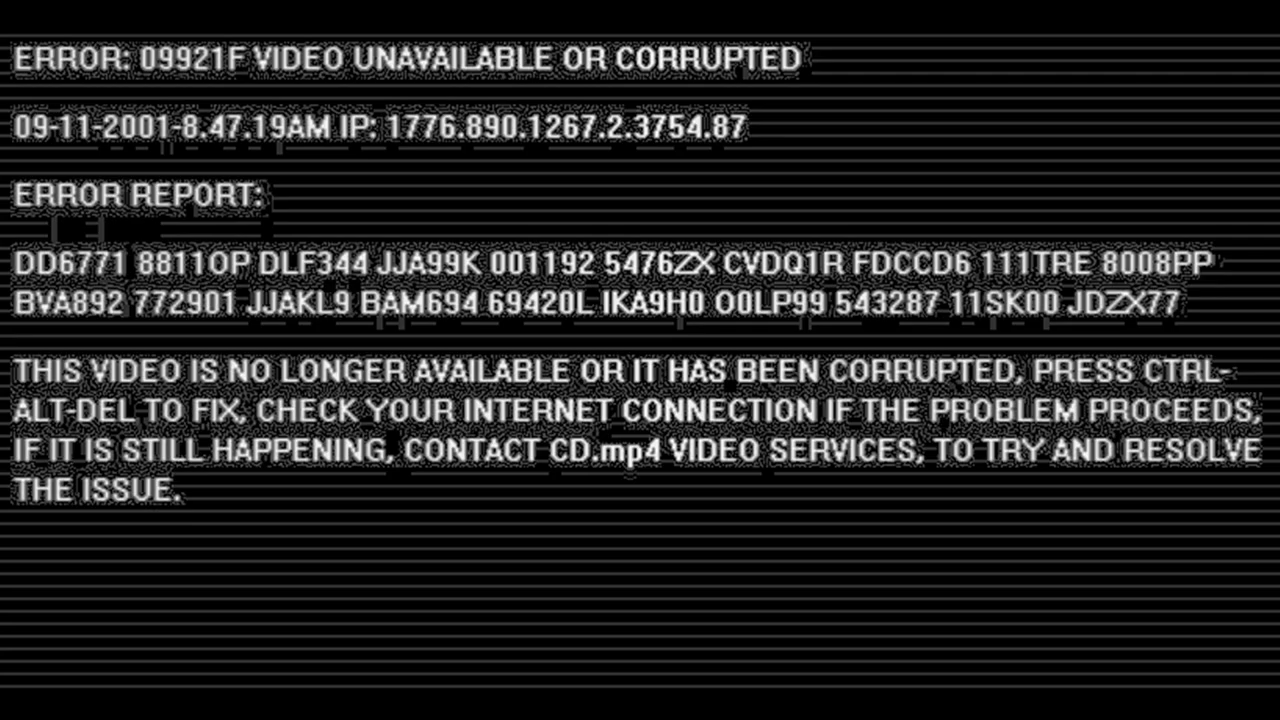 ERROR: 09921F VIDEO UNAVAILABLE OR CORRUPTED
09-11-2001-8.47.19AM IP: 1776.890.1267.2.3754.87
ERROR REPORT:
DD6771 8811OP DLF344 JJA99K 001192 5476ZX CVDQ1R FDCCD6 111TRE 8008PP
BVA892 772901 JJAKL9 BAM694 69420L IKA9H0 O0LP99 543287 11SK00 JDZX77
THIS VIDEO IS NO LONGER AVAILABLE OR IT HAS BEEN CORRUPTED, PRESS CTRL-
ALT-DEL TO FIX, CHECK YOUR INTERNET CONNECTION IF THE PROBLEM PROCEEDS,
IF IT IS STILL HAPPENING, CONTACT CD.mp4 VIDEO SERVICES, TO TRY AND RESOLVE
THE ISSUE.